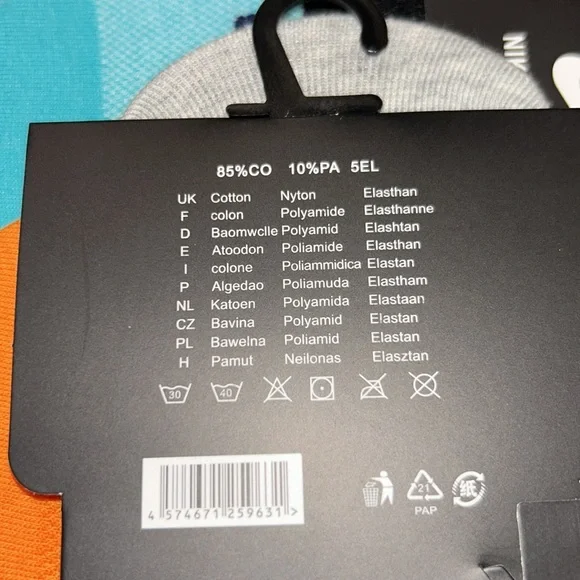 MIN
85%CO 10%PA 5EL
UK Cotton Nyton Elasthan
F colon Polyamide Elasthanne
D Baomwclle Polyamid Elashtan
E Atoodon Poliamide Elasthan
I colone Poliammidica Elastan
P Algedao Poliamuda Elastham
NL Katoen Polyamida Elastaan
CZ Bavina Polyamid Elastan
PL Bawelna Poliamid Elastan
H Pamut Neilonas Elasztan
30 40
4 574671 259631 >
21 紙
PAP